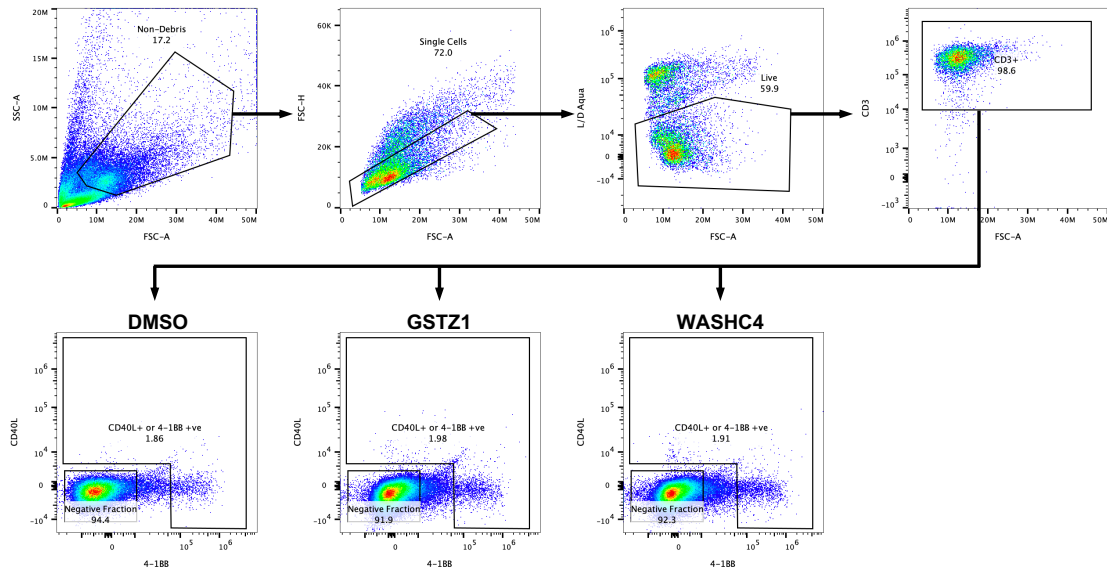 20M
15M
SSC-A
10M
5.0M
0
Non-Debris
17.2
0 10M 20M 30M 40M 50M
FSC-A
60K
FSC-H
40K
20K
0
Single Cells
72.0
0 10M 20M 30M 40M 50M
FSC-A
10^6
L/D Aqua
10^5
10^4
0
-10^4
Live
59.9
0 10M 20M 30M 40M 50M
FSC-A
10^6
CD3
10^5
10^4
10^3
0
-10^3
CD3+
98.6
0 10M 20M 30M 40M 50M
FSC-A
DMSO
10^6
10^5
CD40L
10^4
0
-10^4
CD40L+ or 4-1BB +ve
1.86
Negative Fraction
94.4
0 10^5 10^6
4-1BB
GSTZ1
10^6
10^5
CD40L
10^4
0
-10^4
CD40L+ or 4-1BB +ve
1.98
Negative Fraction
91.9
0 10^5 10^6
4-1BB
WASHC4
10^6
10^5
CD40L
10^4
0
-10^4
CD40L+ or 4-1BB +ve
1.91
Negative Fraction
92.3
0 10^5 10^6
4-1BB